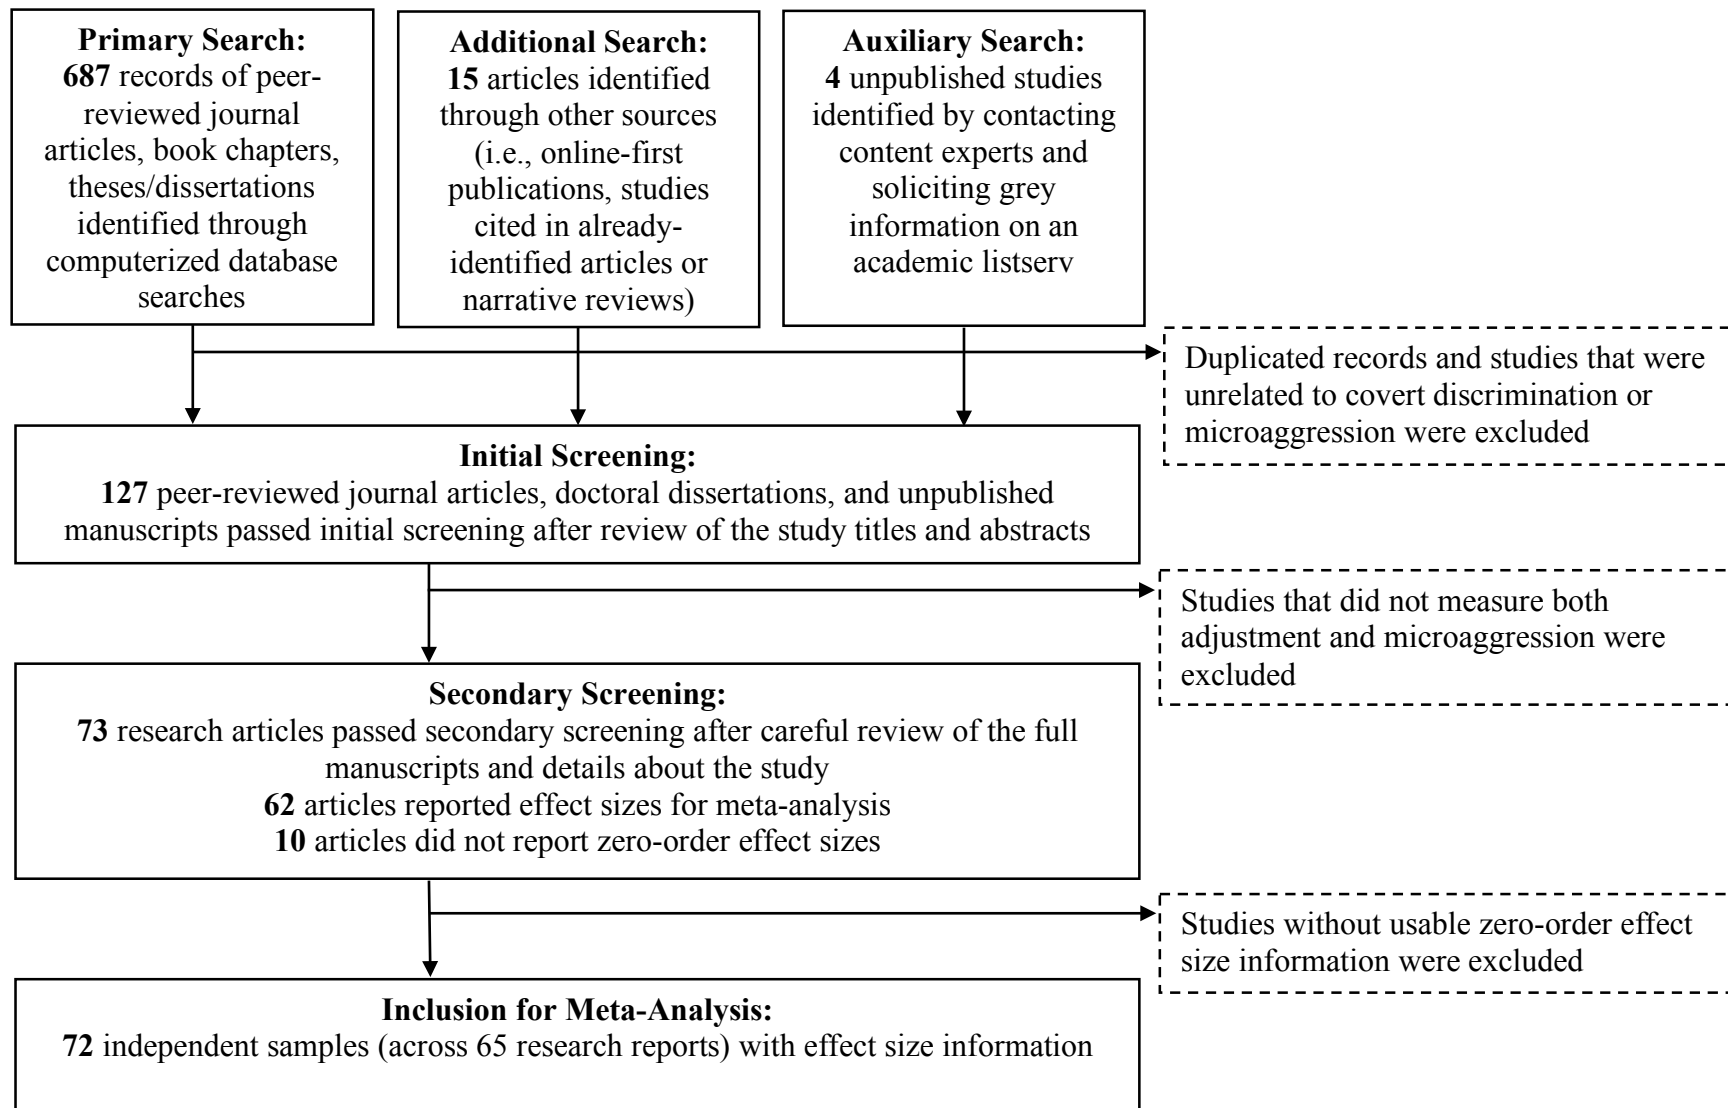 Primary Search:
687 records of peer-
reviewed journal
articles, book chapters,
theses/dissertations
identified through
computerized database
searches
Additional Search:
15 articles identified
through other sources
(i.e., online-first
publications, studies
cited in already-
identified articles or
narrative reviews)
Auxiliary Search:
4 unpublished studies
identified by contacting
content experts and
soliciting grey
information on an
academic listserv
Duplicated records and studies that were
unrelated to covert discrimination or
microaggression were excluded
Initial Screening:
127 peer-reviewed journal articles, doctoral dissertations, and unpublished
manuscripts passed initial screening after review of the study titles and abstracts
Studies that did not measure both
adjustment and microaggression were
excluded
Secondary Screening:
73 research articles passed secondary screening after careful review of the full
manuscripts and details about the study
62 articles reported effect sizes for meta-analysis
10 articles did not report zero-order effect sizes
Studies without usable zero-order effect
size information were excluded
Inclusion for Meta-Analysis:
72 independent samples (across 65 research reports) with effect size information